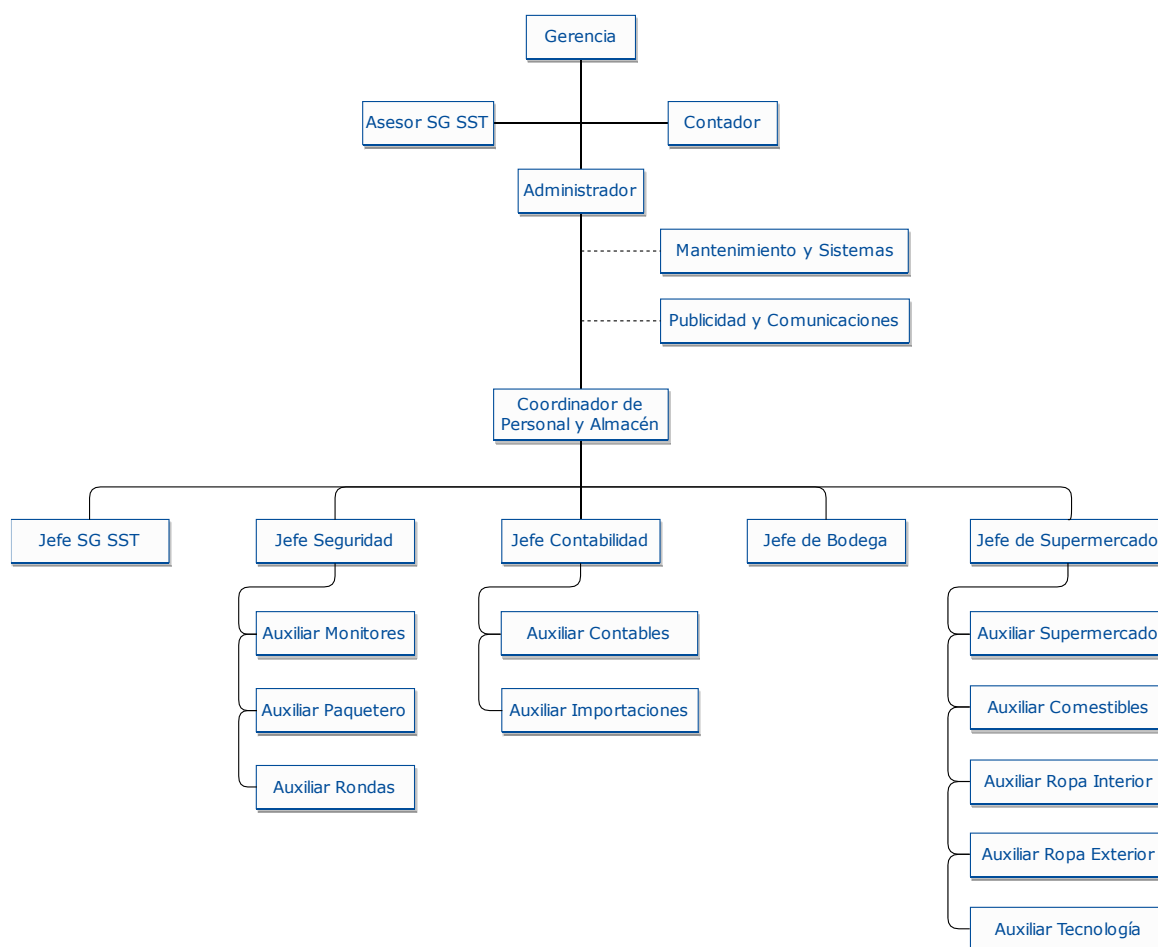 Gerencia
Asesor SG SST
Contador
Administrador
Mantenimiento y Sistemas
Publicidad y Comunicaciones
Coordinador de
Personal y Almacén
Jefe SG SST
Jefe Seguridad
Jefe Contabilidad
Jefe de Bodega
Jefe de Supermercado
Auxiliar Monitores
Auxiliar Contables
Auxiliar Supermercado
Auxiliar Paquetero
Auxiliar Importaciones
Auxiliar Comestibles
Auxiliar Rondas
Auxiliar Ropa Interior
Auxiliar Ropa Exterior
Auxiliar Tecnología